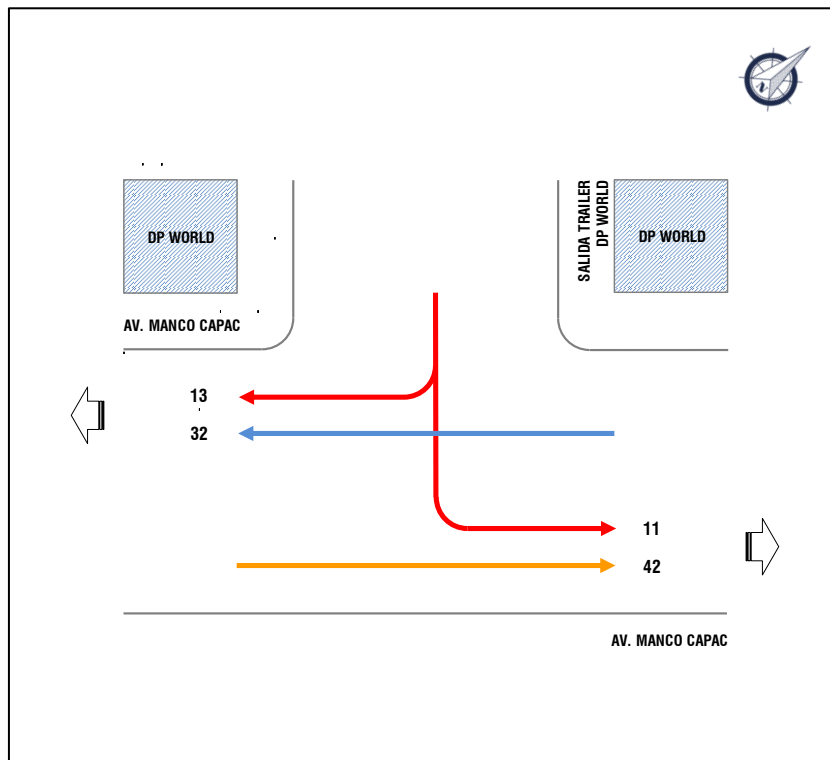 N
SALIDA TRAILER
DP WORLD
DP WORLD
DP WORLD
AV. MANCO CAPAC
13
32
11
42
AV. MANCO CAPAC